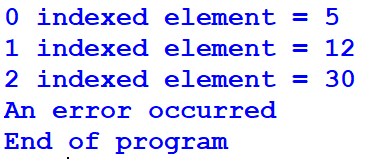 0 indexed element = 5
1 indexed element = 12
2 indexed element = 30
An error occurred
End of program